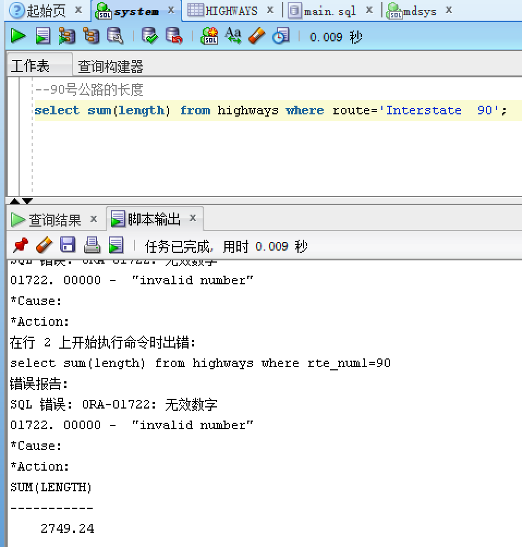 起始页 system HIGHWAYS main.sql mdsys
0.009 秒
工作表 查询构建器
--90号公路的长度
select sum(length) from highways where route='Interstate  90';
查询结果 脚本输出
任务已完成, 用时 0.009 秒
SQL 错误: ORA-01722: 无效数字
01722. 00000 -  "invalid number"
*Cause:
*Action:
在行 2 上开始执行命令时出错:
select sum(length) from highways where rte_num1=90
错误报告:
SQL 错误: ORA-01722: 无效数字
01722. 00000 -  "invalid number"
*Cause:
*Action:
SUM(LENGTH)
-----------
2749.24